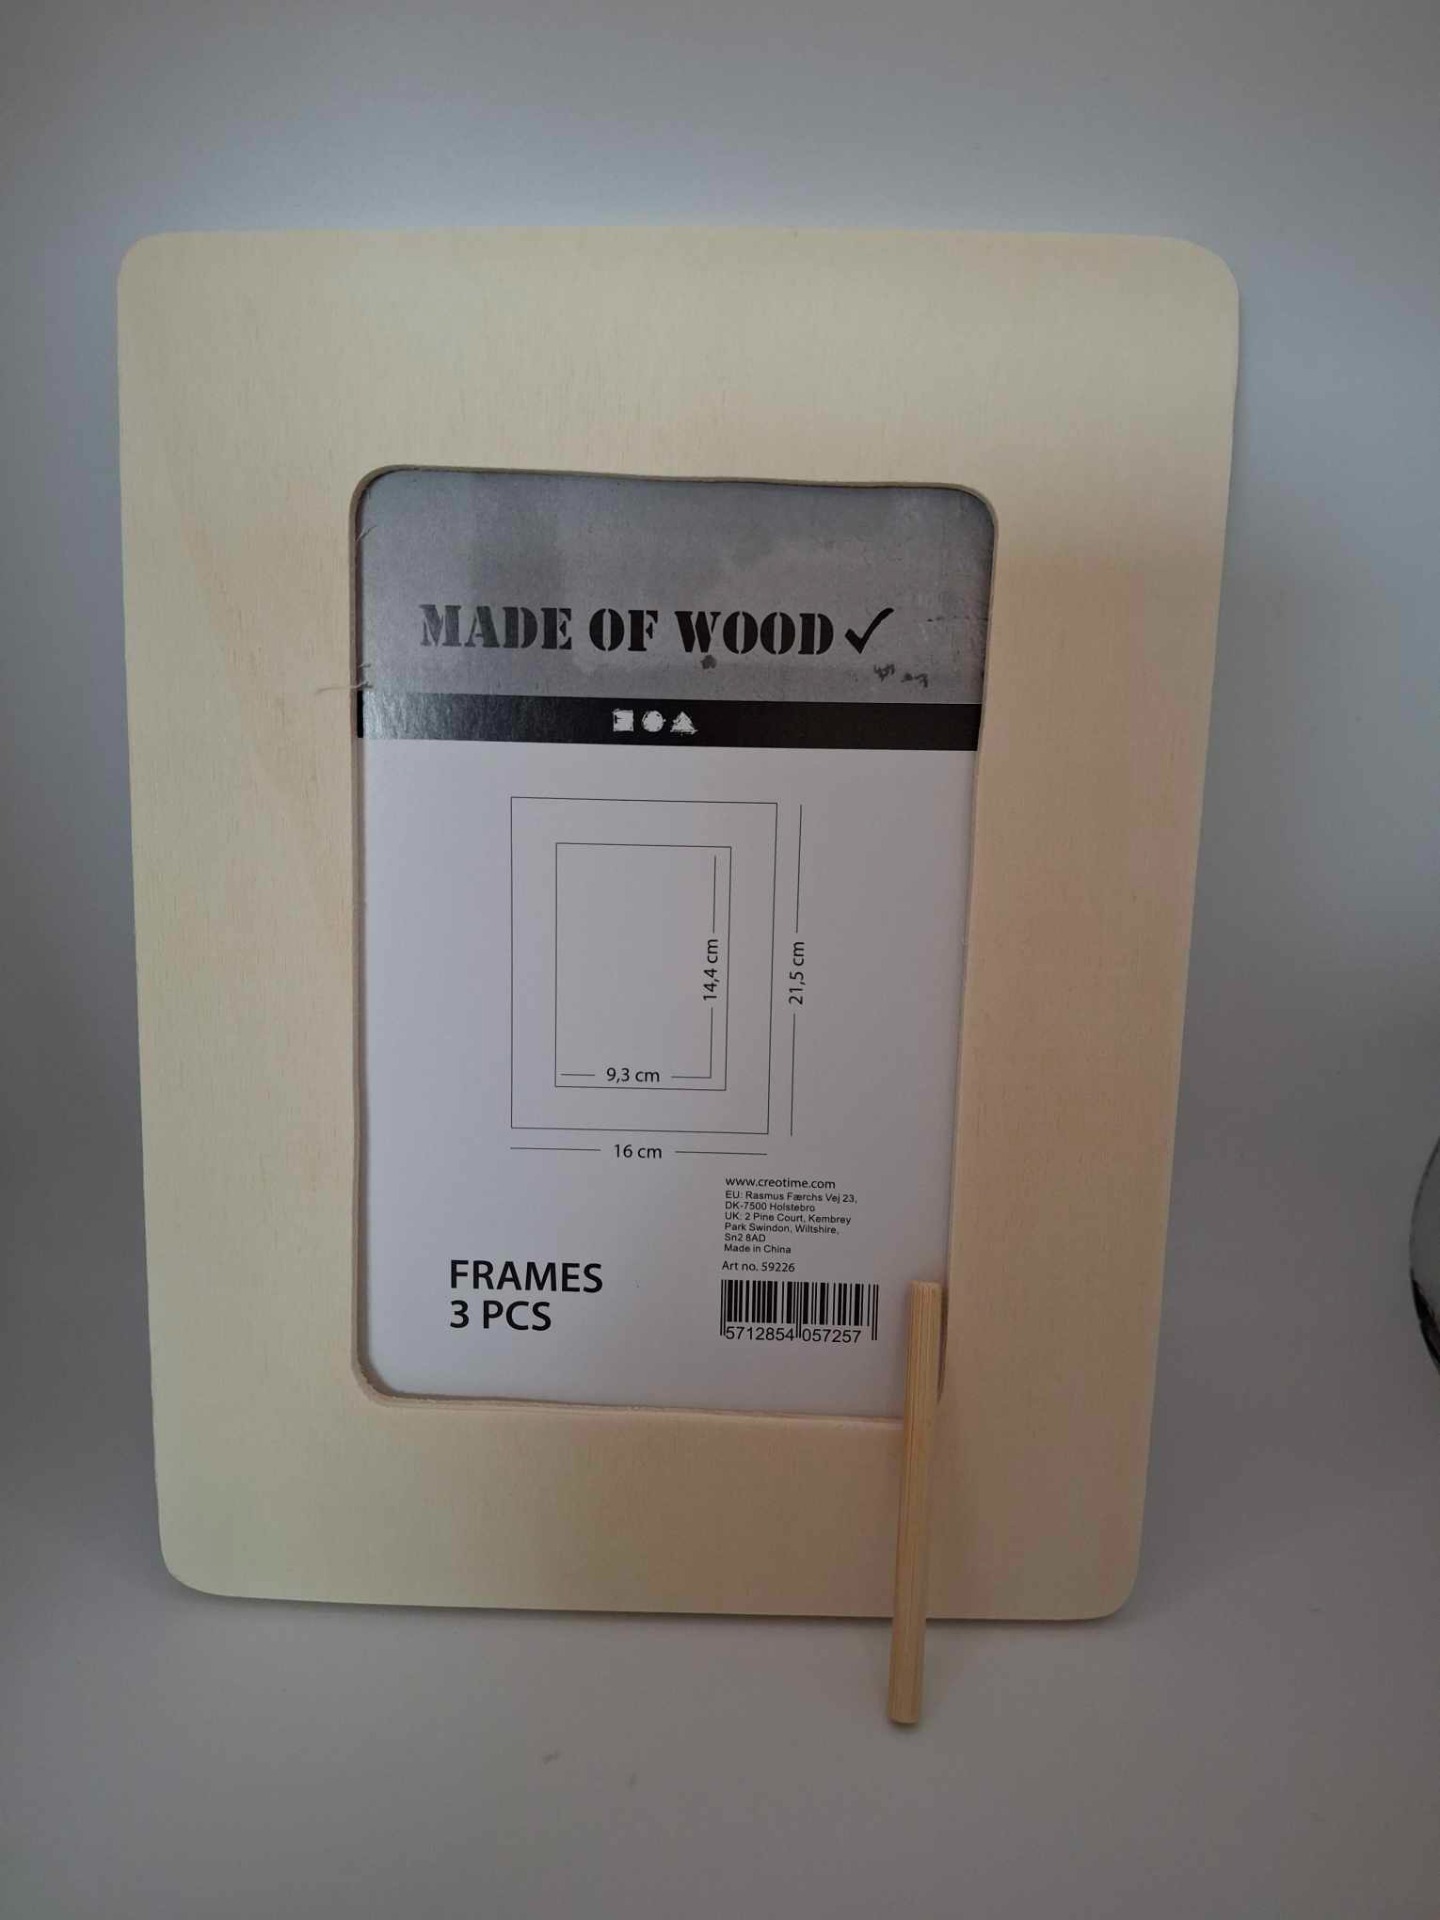 MADE OF WOOD ✓
14,4 cm
21,5 cm
9,3 cm
16 cm
www.creotime.com
EU: Rasmus Færchs Vej 23,
DK-7500 Holstebro
UK: 2 Pine Court, Kembrey
Park Swindon, Wiltshire,
Sn2 8AD
Made in China
Art no. 59226
FRAMES
3 PCS
5712854 057257